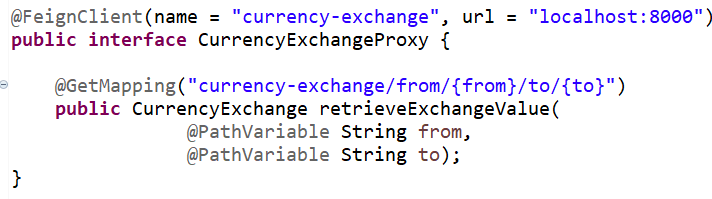 @FeignClient(name = "currency-exchange", url = "localhost:8000")
public interface CurrencyExchangeProxy {
@GetMapping("currency-exchange/from/{from}/to/{to}")
public CurrencyExchange retrieveExchangeValue(
@PathVariable String from,
@PathVariable String to);
}